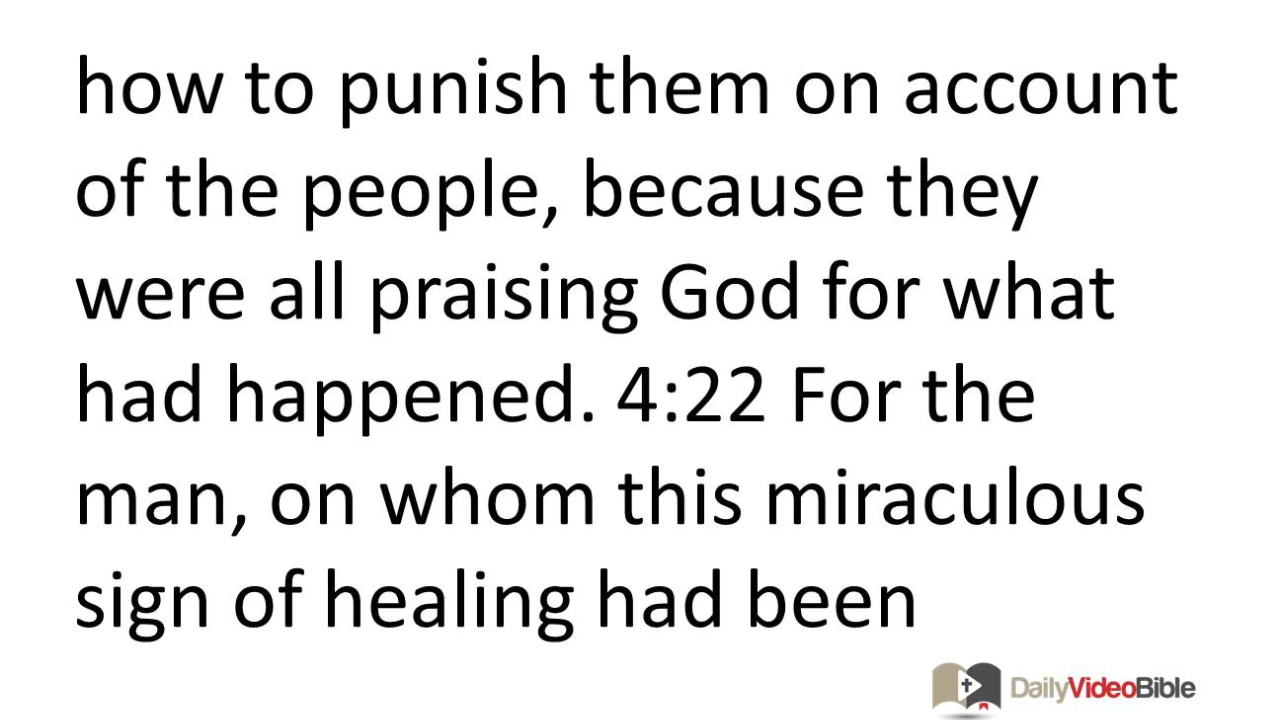 how to punish them on account
of the people, because they
were all praising God for what
had happened. 4:22 For the
man, on whom this miraculous
sign of healing had been
DailyVideoBible